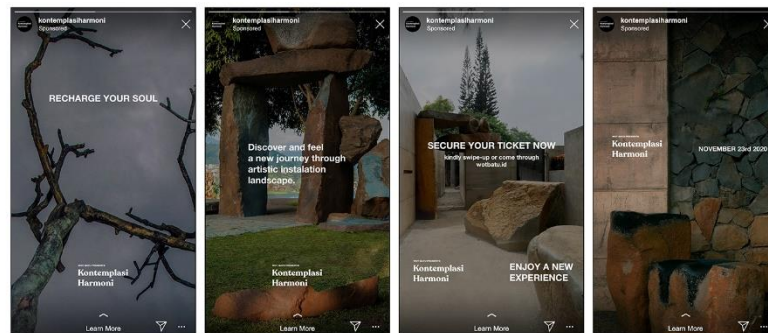 kontemplasiharmoni
Sponsored
RECHARGE YOUR SOUL
Kontemplasi
Harmoni
Learn More
kontemplasiharmoni
Sponsored
Discover and feel
a new journey through
artistic instalation
landscape.
Kontemplasi
Harmoni
Learn More
kontemplasiharmoni
Sponsored
SECURE YOUR TICKET NOW
kindly swipe-up or come through
wotbatu.id
Kontemplasi
Harmoni
ENJOY A NEW
EXPERIENCE
Learn More
kontemplasiharmoni
Sponsored
Kontemplasi
Harmoni
NOVEMBER 23rd 2020
Learn More